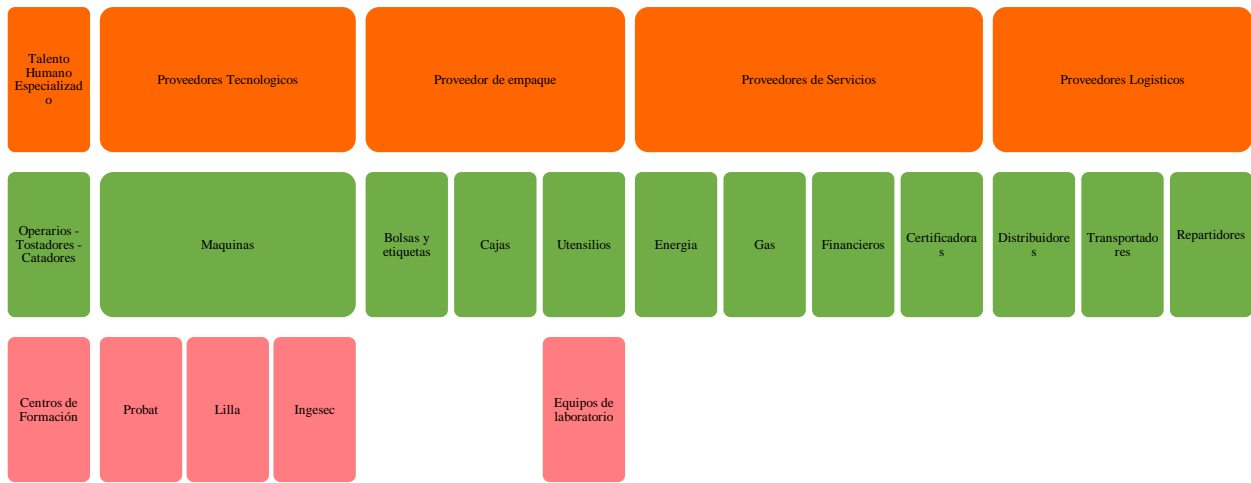 Talento
Humano
Especializad
o
Proveedores Tecnologicos
Proveedor de empaque
Proveedores de Servicios
Proveedores Logisticos
Operarios -
Tostadores -
Catadores
Maquinas
Bolsas y
etiquetas
Cajas
Utensilios
Energia
Gas
Financieros
Certificadora
s
Distribuidore
s
Transportado
res
Repartidores
Centros de
Formación
Probat
Lilla
Ingesec
Equipos de
laboratorio